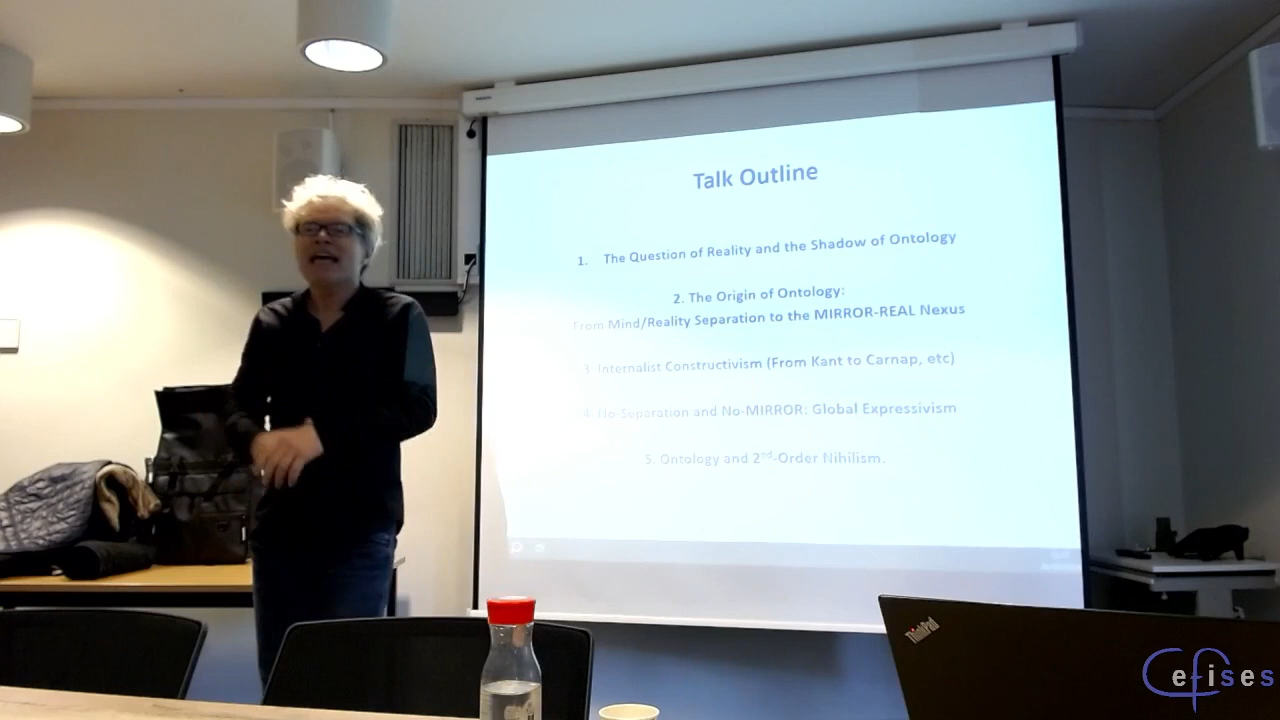 Talk Outline
1. The Question of Reality and the Shadow of Ontology
2. The Origin of Ontology:
From Mind/Reality Separation to the MIRROR-REAL Nexus
3. Internalist Constructivism (From Kant to Carnap, etc)
4. No-Separation and No-MIRROR: Global Expressivism
5. Ontology and 2nd-Order Nihilism.
ThinkPad
Cefises